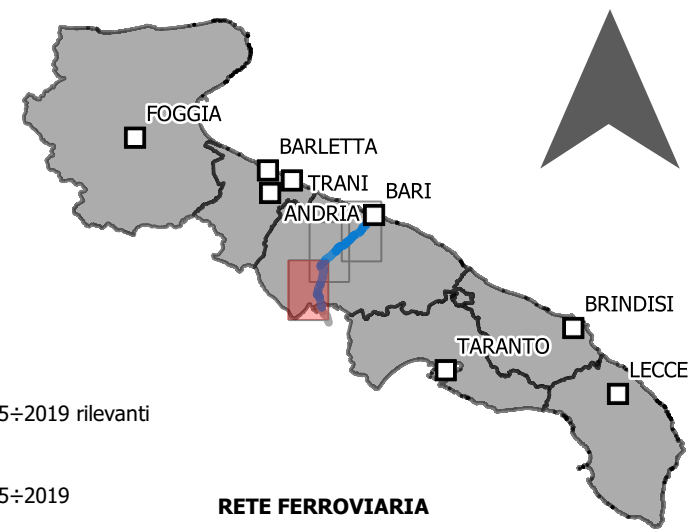 FOGGIA
BARLETTA
TRANI
BARI
ANDRIA
BRINDISI
TARANTO
LECCE
5÷2019 rilevanti
5÷2019
RETE FERROVIARIA